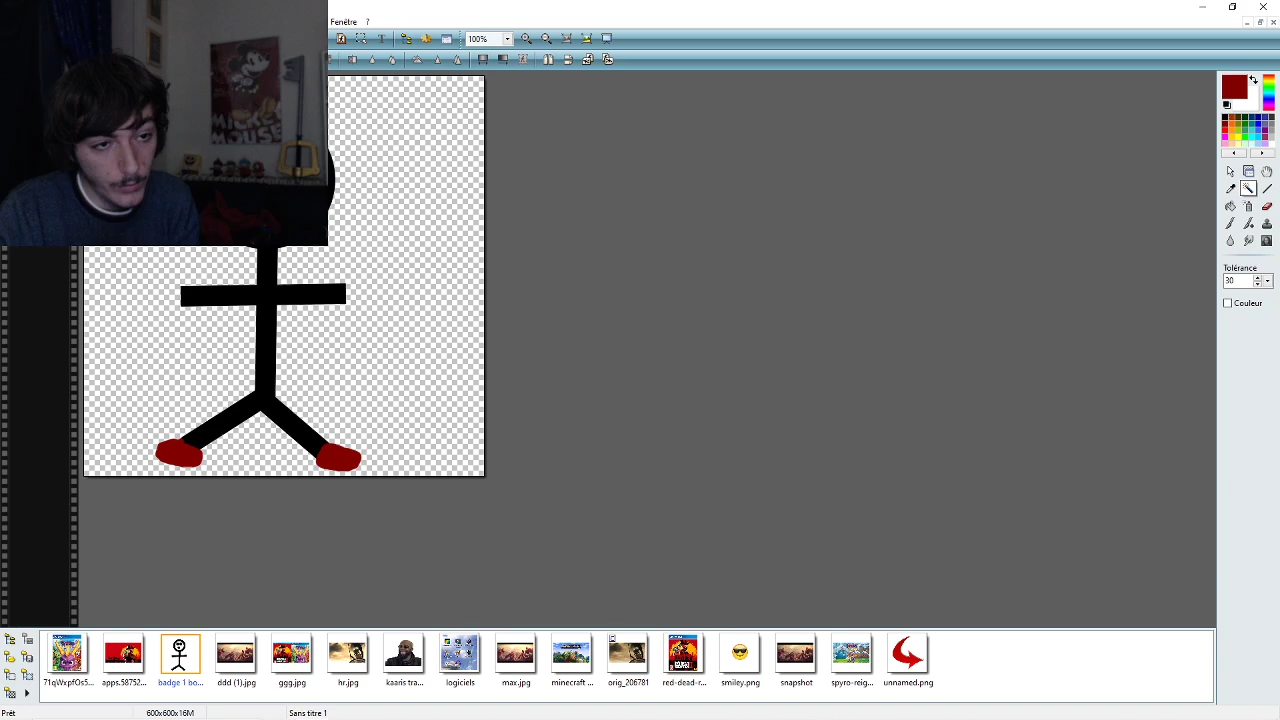 Fenêtre ?
100%
MICKEY
MOUSE
Tolérance
30
Couleur
71qWxpfOs5... apps.58752... badge 1 bo... ddd (1).jpg ggg.jpg hr.jpg kaaris tra... logiciels max.jpg minecraft ... orig_206781 red-dead-r... smiley.png snapshot spyro-reig... unnamed.png
Prêt 600x600x16M Sans titre 1